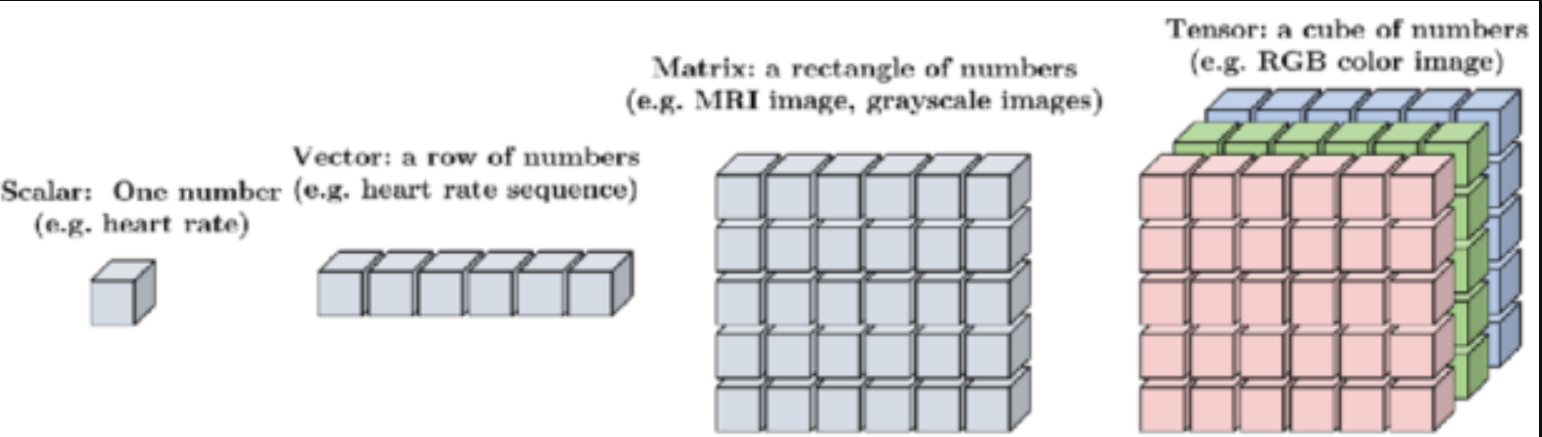 Scalar: One number
(e.g. heart rate)
Vector: a row of numbers
(e.g. heart rate sequence)
Matrix: a rectangle of numbers
(e.g. MRI image, grayscale images)
Tensor: a cube of numbers
(e.g. RGB color image)